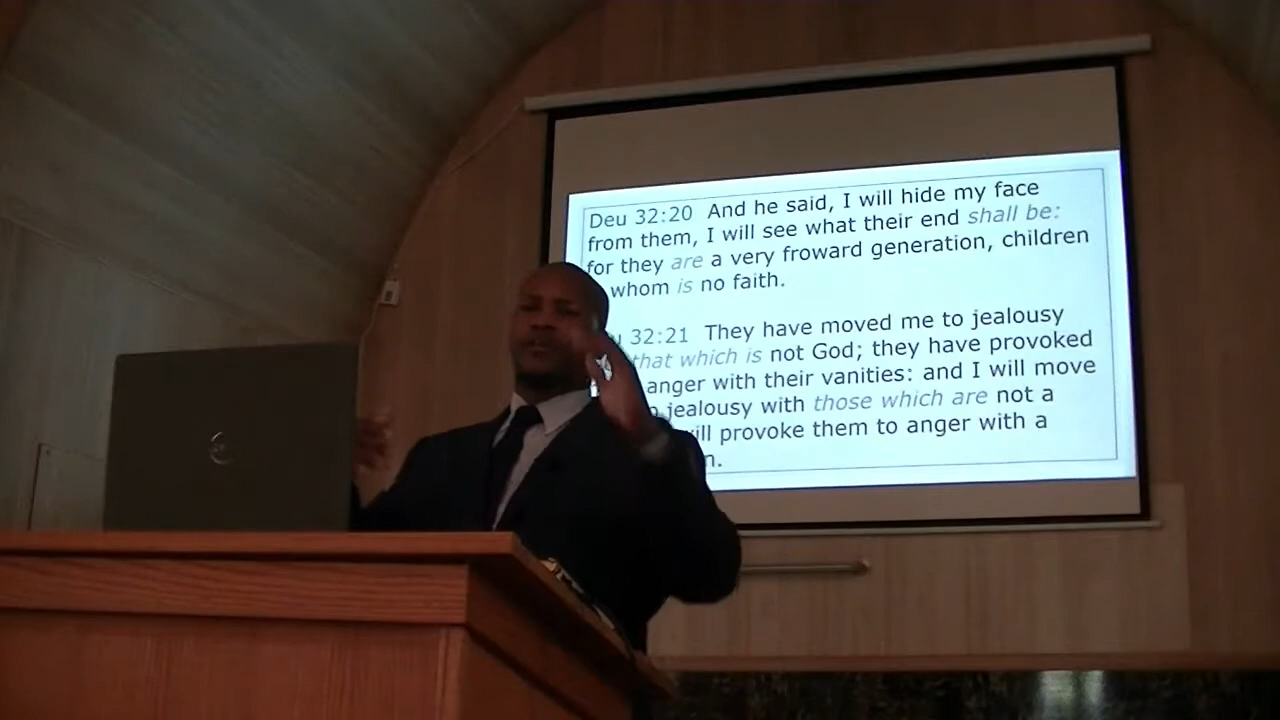 Deu 32:20 And he said, I will hide my face
from them, I will see what their end shall be:
for they are a very froward generation, children
whom is no faith.
32:21 They have moved me to jealousy
that which is not God; they have provoked
anger with their vanities: and I will move
jealousy with those which are not a
provoke them to anger with a